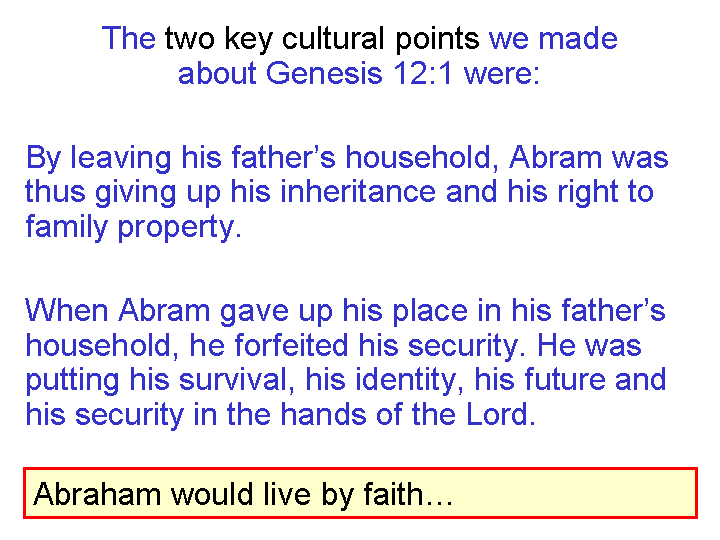 The two key cultural points we made
about Genesis 12:1 were:
By leaving his father’s household, Abram was
thus giving up his inheritance and his right to
family property.
When Abram gave up his place in his father’s
household, he forfeited his security. He was
putting his survival, his identity, his future and
his security in the hands of the Lord.
Abraham would live by faith…